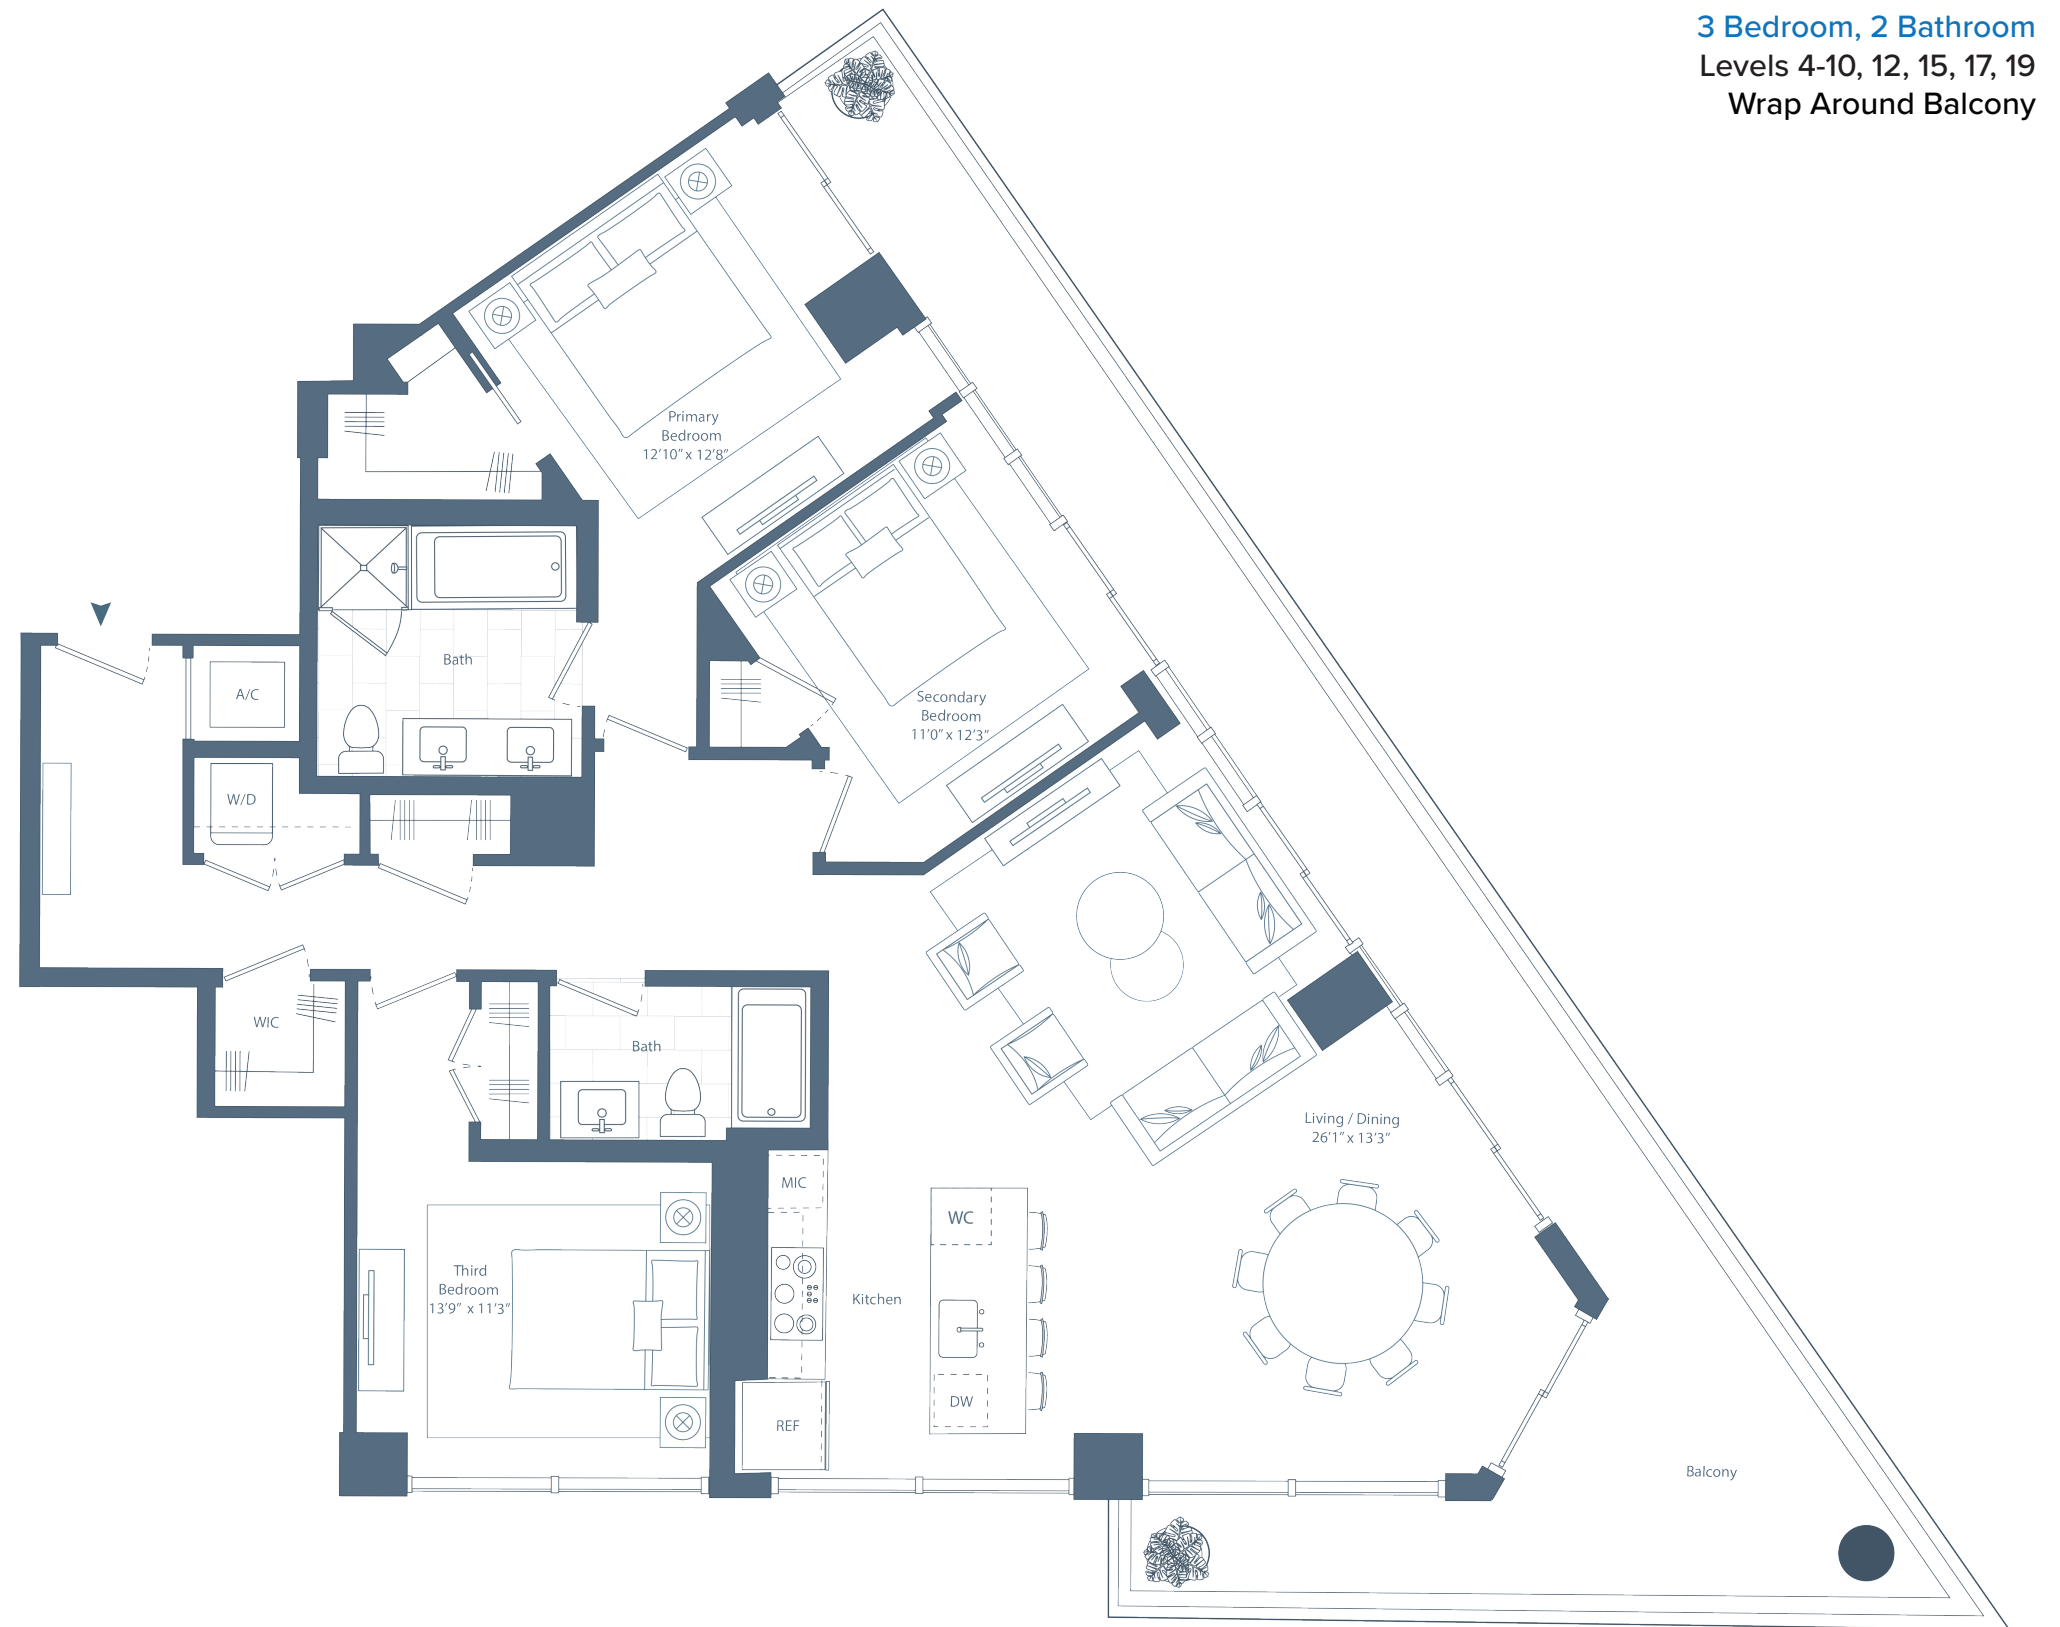 3 Bedroom, 2 Bathroom
Levels 4-10, 12, 15, 17, 19
Wrap Around Balcony
Primary
Bedroom
12'10" x 12'8"
Bath
A/C
Secondary
Bedroom
11'0" x 12'3"
W/D
WIC
Bath
Living / Dining
26'1" x 13'3"
MIC
WC
Third
Bedroom
13'9" x 11'3"
Kitchen
DW
REF
Balcony